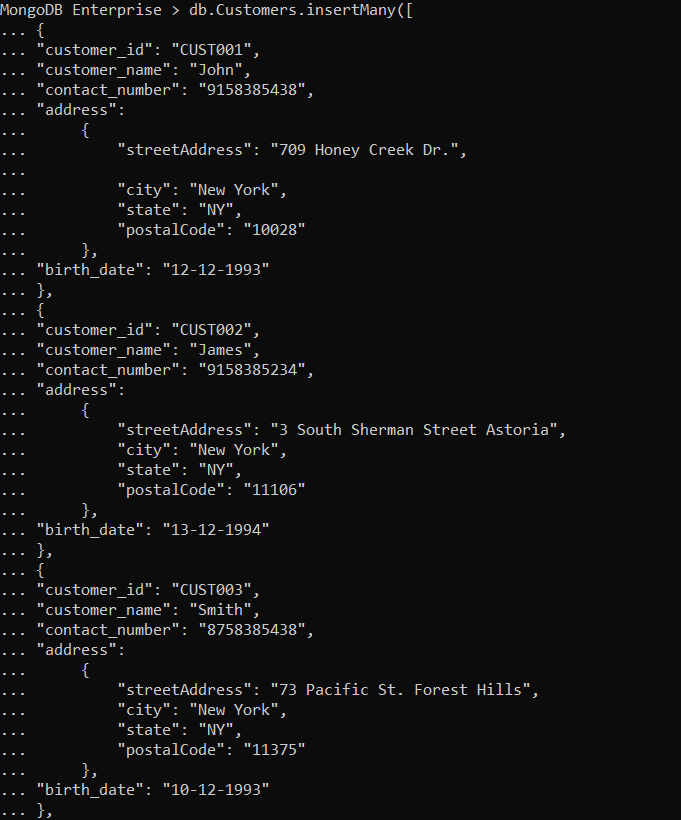 MongoDB Enterprise > db.Customers.insertMany([
... {
... "customer_id": "CUST001",
... "customer_name": "John",
... "contact_number": "9158385438",
... "address":
...      {
...          "streetAddress": "709 Honey Creek Dr.",
...
...          "city": "New York",
...          "state": "NY",
...          "postalCode": "10028"
...      },
... "birth_date": "12-12-1993"
... },
... {
... "customer_id": "CUST002",
... "customer_name": "James",
... "contact_number": "9158385234",
... "address":
...      {
...          "streetAddress": "3 South Sherman Street Astoria",
...          "city": "New York",
...          "state": "NY",
...          "postalCode": "11106"
...      },
... "birth_date": "13-12-1994"
... },
... {
... "customer_id": "CUST003",
... "customer_name": "Smith",
... "contact_number": "8758385438",
... "address":
...      {
...          "streetAddress": "73 Pacific St. Forest Hills",
...          "city": "New York",
...          "state": "NY",
...          "postalCode": "11375"
...      },
... "birth_date": "10-12-1993"
... },